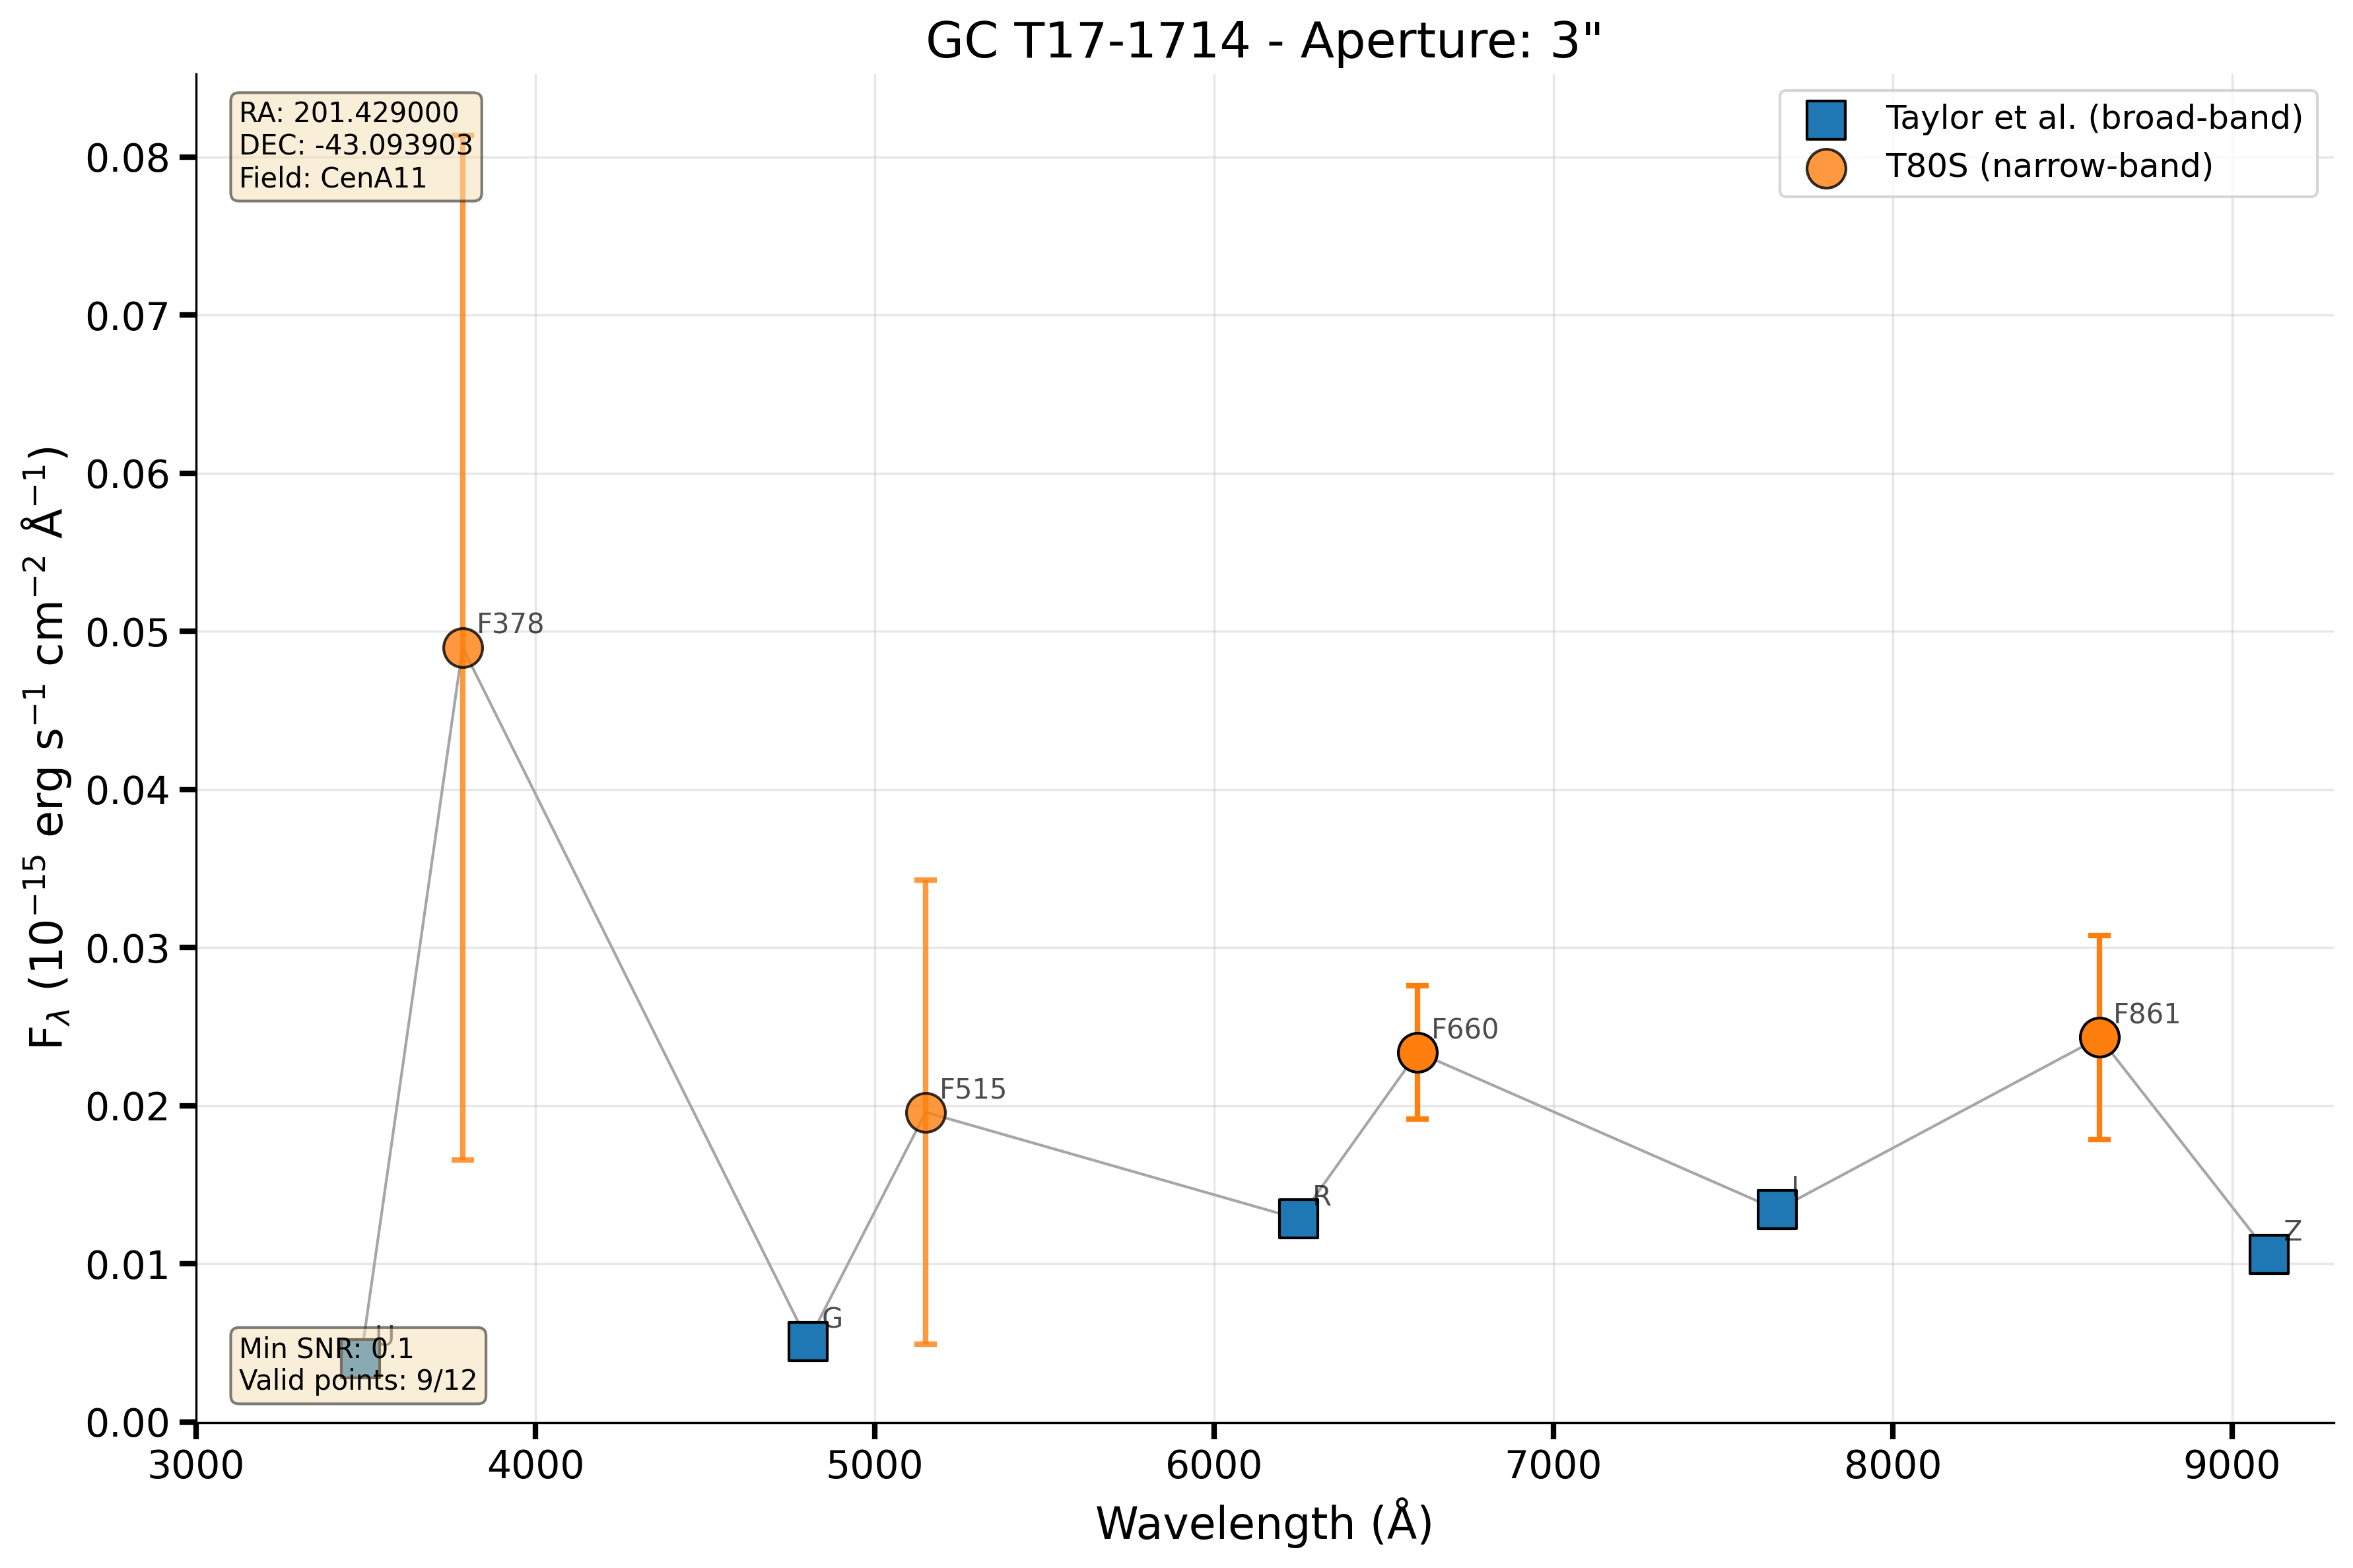 GC T17-1714 - Aperture: 3"
RA: 201.429000
DEC: -43.093903
Field: CenA11
Taylor et al. (broad-band)
T80S (narrow-band)
F_λ (10⁻¹⁵ erg s⁻¹ cm⁻² Å⁻¹)
0.08
0.07
0.06
0.05
0.04
0.03
0.02
0.01
0.00
F378
F515
F660
F861
U
G
R
I
Z
Min SNR: 0.1
Valid points: 9/12
3000 4000 5000 6000 7000 8000 9000
Wavelength (Å)